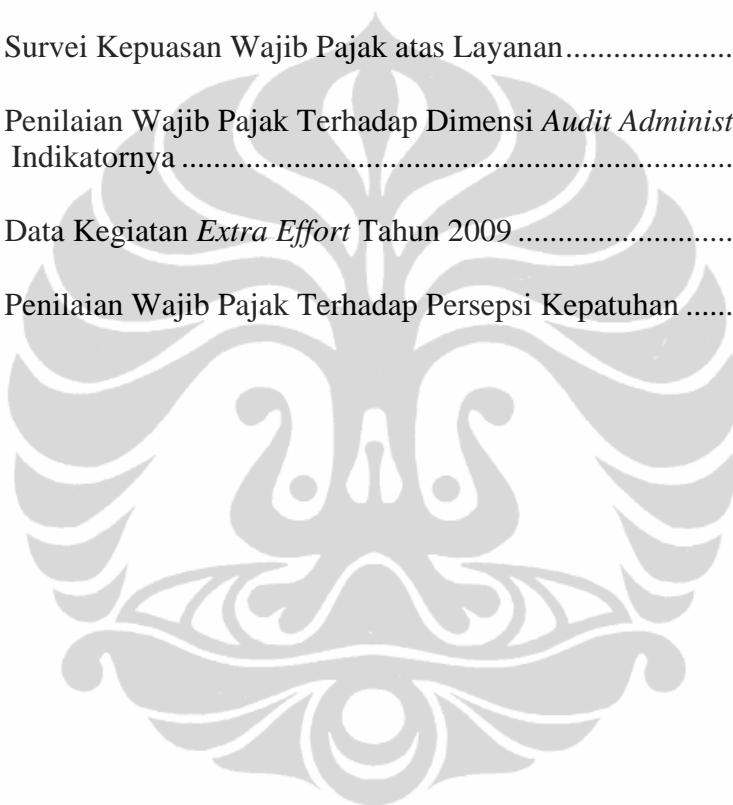 Survei Kepuasan Wajib Pajak atas Layanan....................
Penilaian Wajib Pajak Terhadap Dimensi Audit Administ
Indikatornya ..................................................................
Data Kegiatan Extra Effort Tahun 2009 .........................
Penilaian Wajib Pajak Terhadap Persepsi Kepatuhan ......